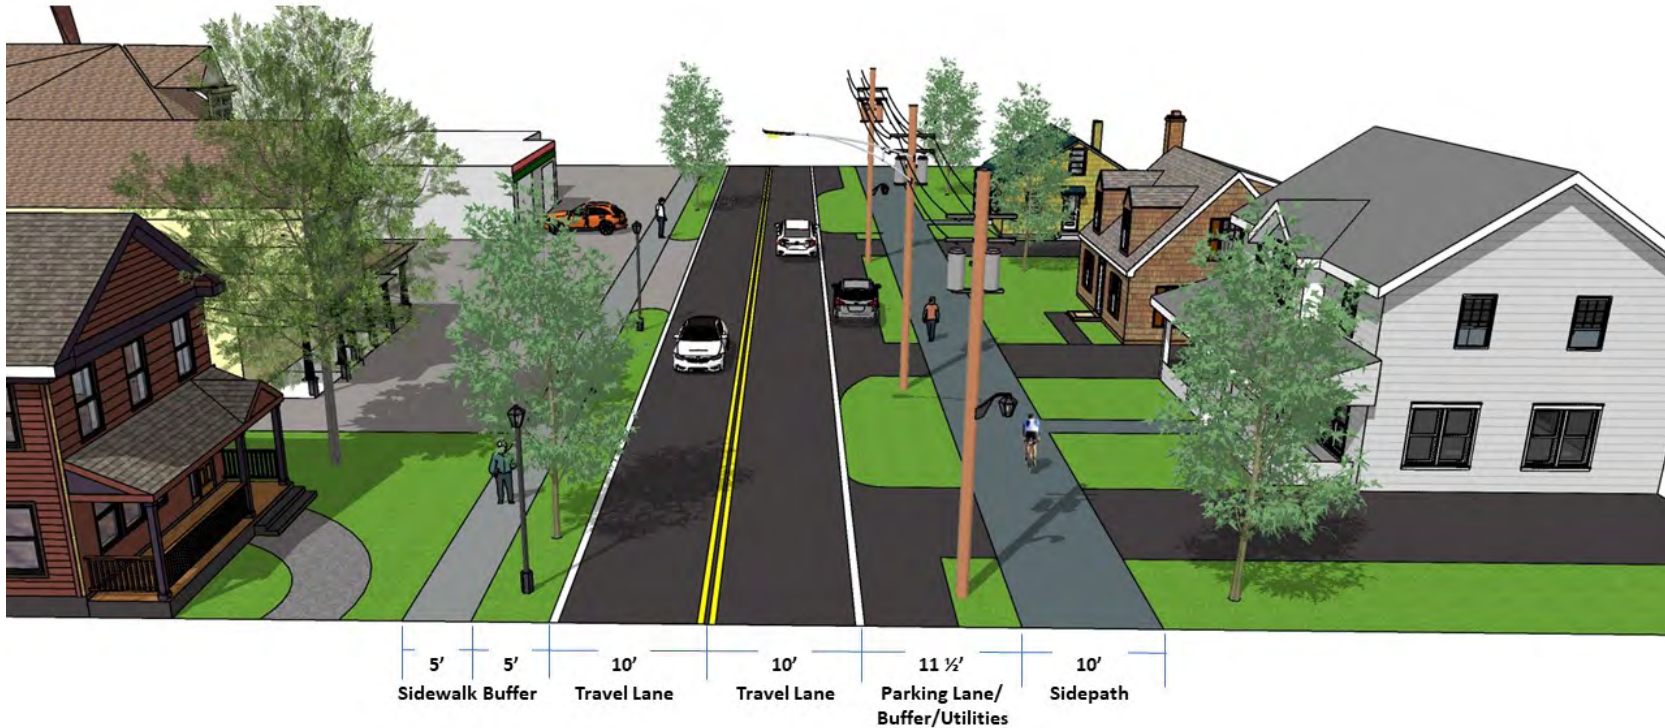 5’ 5’ 10’ 10’ 11 ½’ 10’
Sidewalk Buffer Travel Lane Travel Lane Parking Lane/ Sidepath
Buffer/Utilities